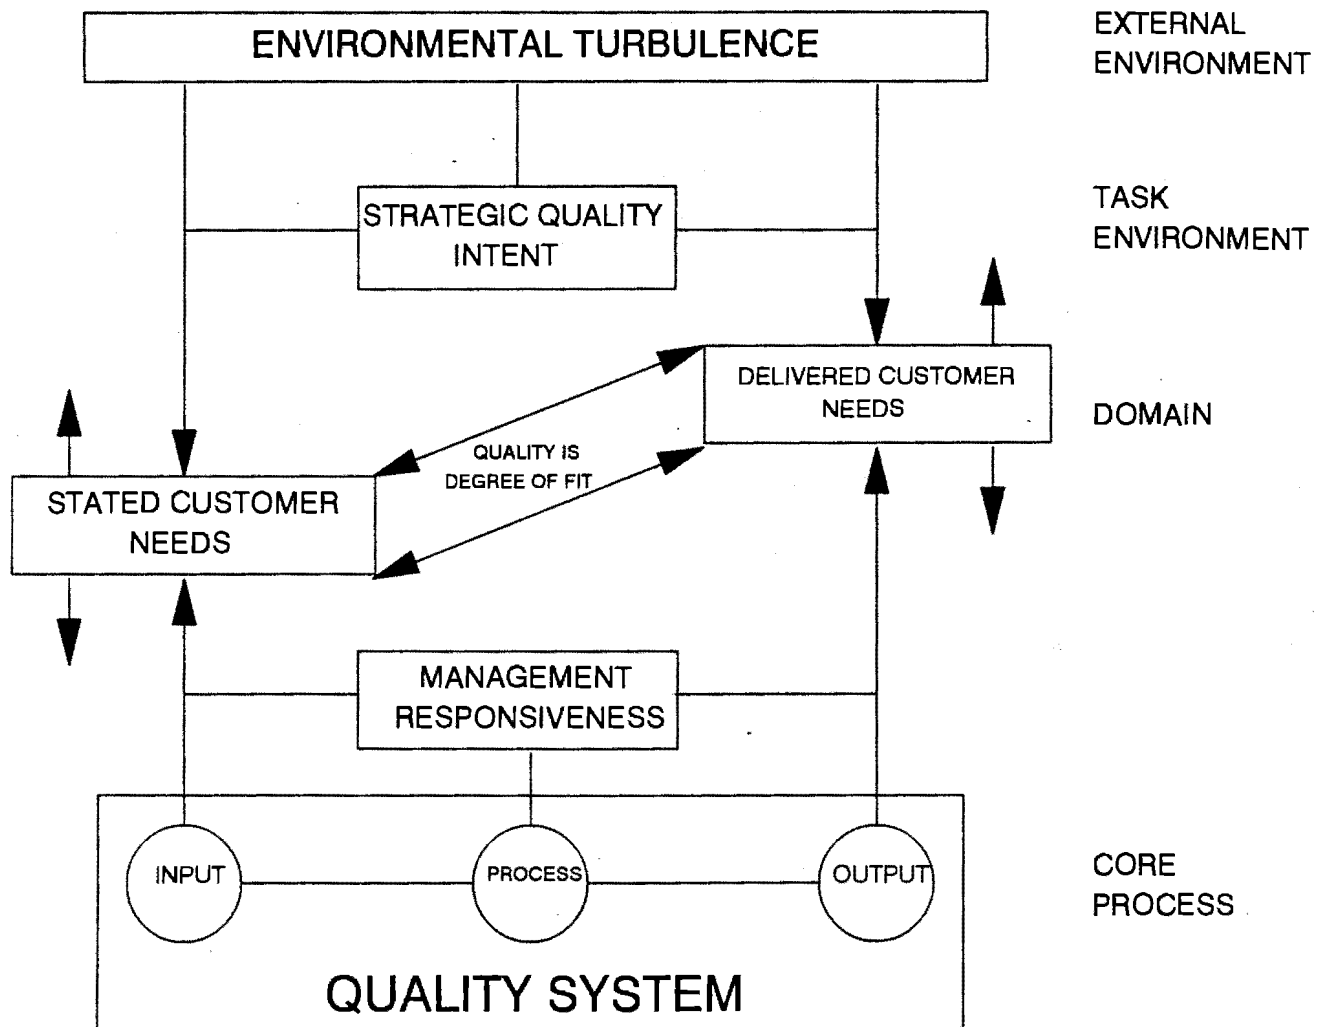 ENVIRONMENTAL TURBULENCE
EXTERNAL
ENVIRONMENT
STRATEGIC QUALITY
INTENT
TASK
ENVIRONMENT
DELIVERED CUSTOMER
NEEDS
DOMAIN
QUALITY IS
DEGREE OF FIT
STATED CUSTOMER
NEEDS
MANAGEMENT
RESPONSIVENESS
INPUT
PROCESS
OUTPUT
CORE
PROCESS
QUALITY SYSTEM